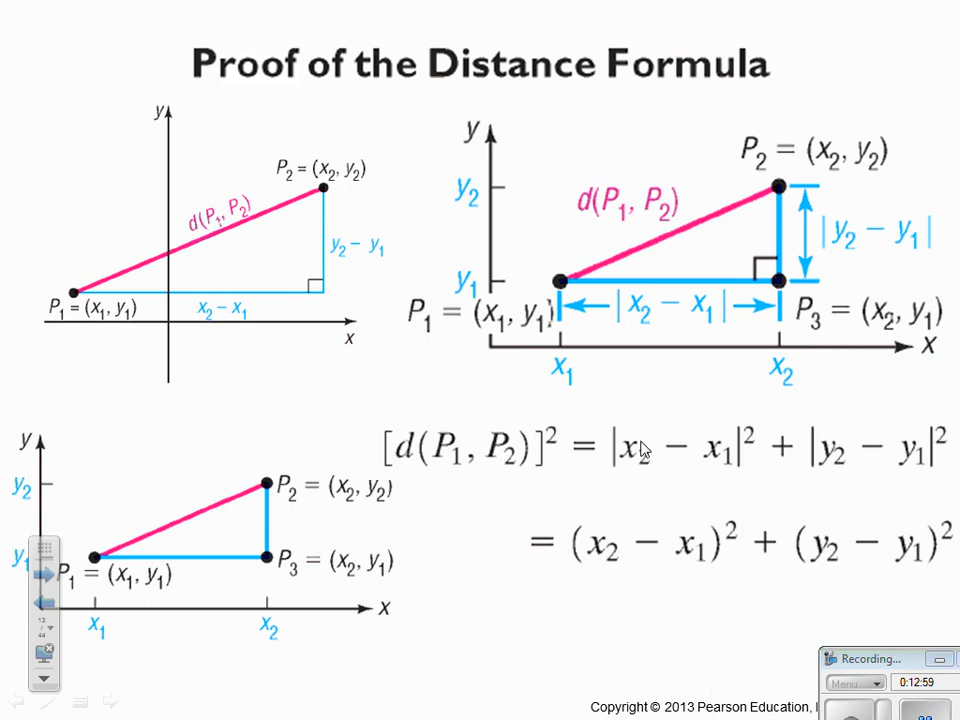 Proof of the Distance Formula
y
P₂ = (x₂, y₂)
d(P₁, P₂)
y₂ − y₁
P₁ = (x₁, y₁)
x₂ − x₁
x
y
P₂ = (x₂, y₂)
y₂
d(P₁, P₂)
|y₂ − y₁|
y₁
P₁ = (x₁, y₁)
|x₂ − x₁|
P₃ = (x₂, y₁)
x
x₁
x₂
[d(P₁, P₂)]² = |x₂ − x₁|² + |y₂ − y₁|²
= (x₂ − x₁)² + (y₂ − y₁)²
y
y₂
P₂ = (x₂, y₂)
y₁
P₁ = (x₁, y₁)
P₃ = (x₂, y₁)
x
x₁
x₂
12
/
44
Recording...
Menu
0:12:59
Copyright © 2013 Pearson Education,